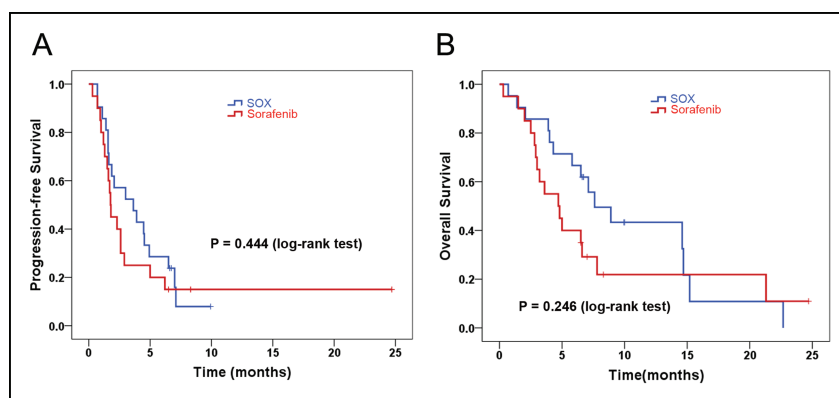 A
Progression-free Survival
1.0
0.8
0.6
0.4
0.2
0.0
SOX
Sorafenib
P = 0.444 (log-rank test)
0
5
10
15
20
25
Time (months)
B
Overall Survival
1.0
0.8
0.6
0.4
0.2
0.0
SOX
Sorafenib
P = 0.246 (log-rank test)
0
5
10
15
20
25
Time(months)